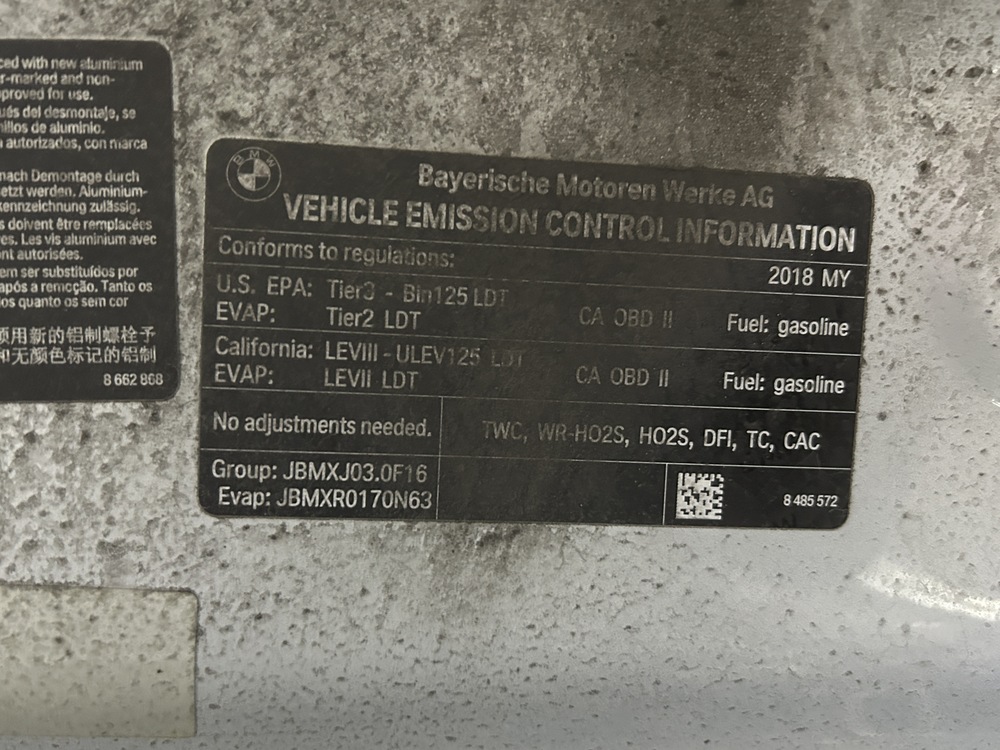 ced with new aluminium
r-marked and non-
proved for use.
ués del desmontaje, se
nillos de aluminio.
autorizados, con marca
nach Demontage durch
etzt werden. Aluminium-
kennzeichnung zulässig.
s doivent être remplacées
es. Les vis aluminium avec
nt autorisées.
em ser substituídos por
após a remoção. Tanto os
los quanto os sem cor
须用新的铝制螺栓予
和无颜色标记的铝制
8 662 868
BMW
Bayerische Motoren Werke AG
VEHICLE EMISSION CONTROL INFORMATION
Conforms to regulations:
2018 MY
U.S. EPA: Tier3 - Bin125 LDT
EVAP: Tier2 LDT CA OBD II Fuel: gasoline
California: LEVIII - ULEV125 LDT
EVAP: LEVII LDT CA OBD II Fuel: gasoline
No adjustments needed. TWC, WR-HO2S, HO2S, DFI, TC, CAC
Group: JBMXJ03.0F16
Evap: JBMXR0170N63
8 485 572